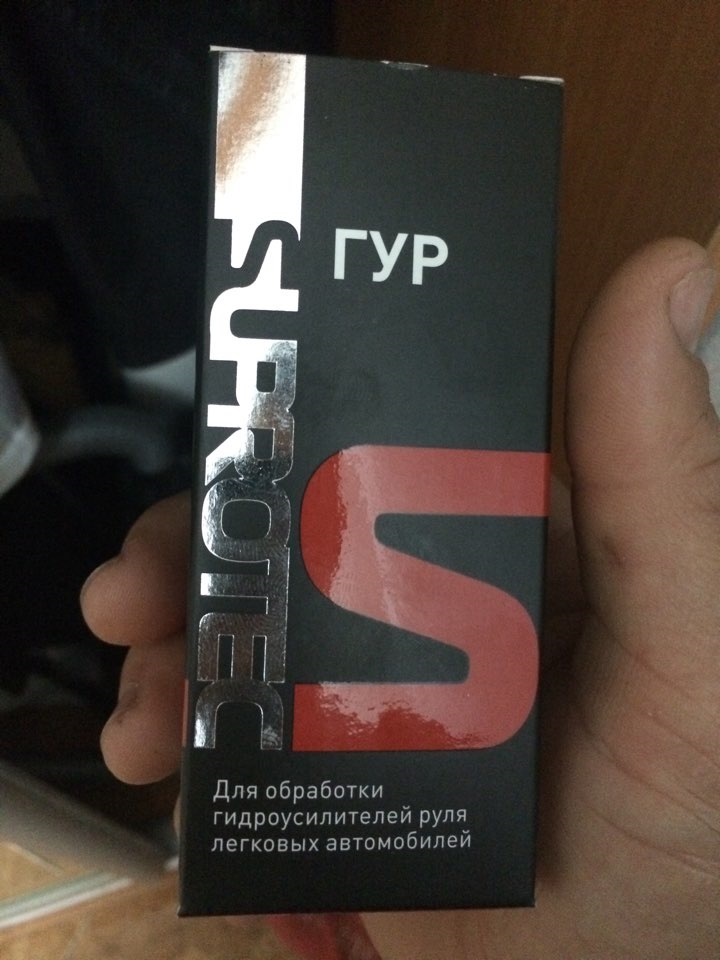 SUPROTEC
ГУР
Для обработки
гидроусилителей руля
легковых автомобилей